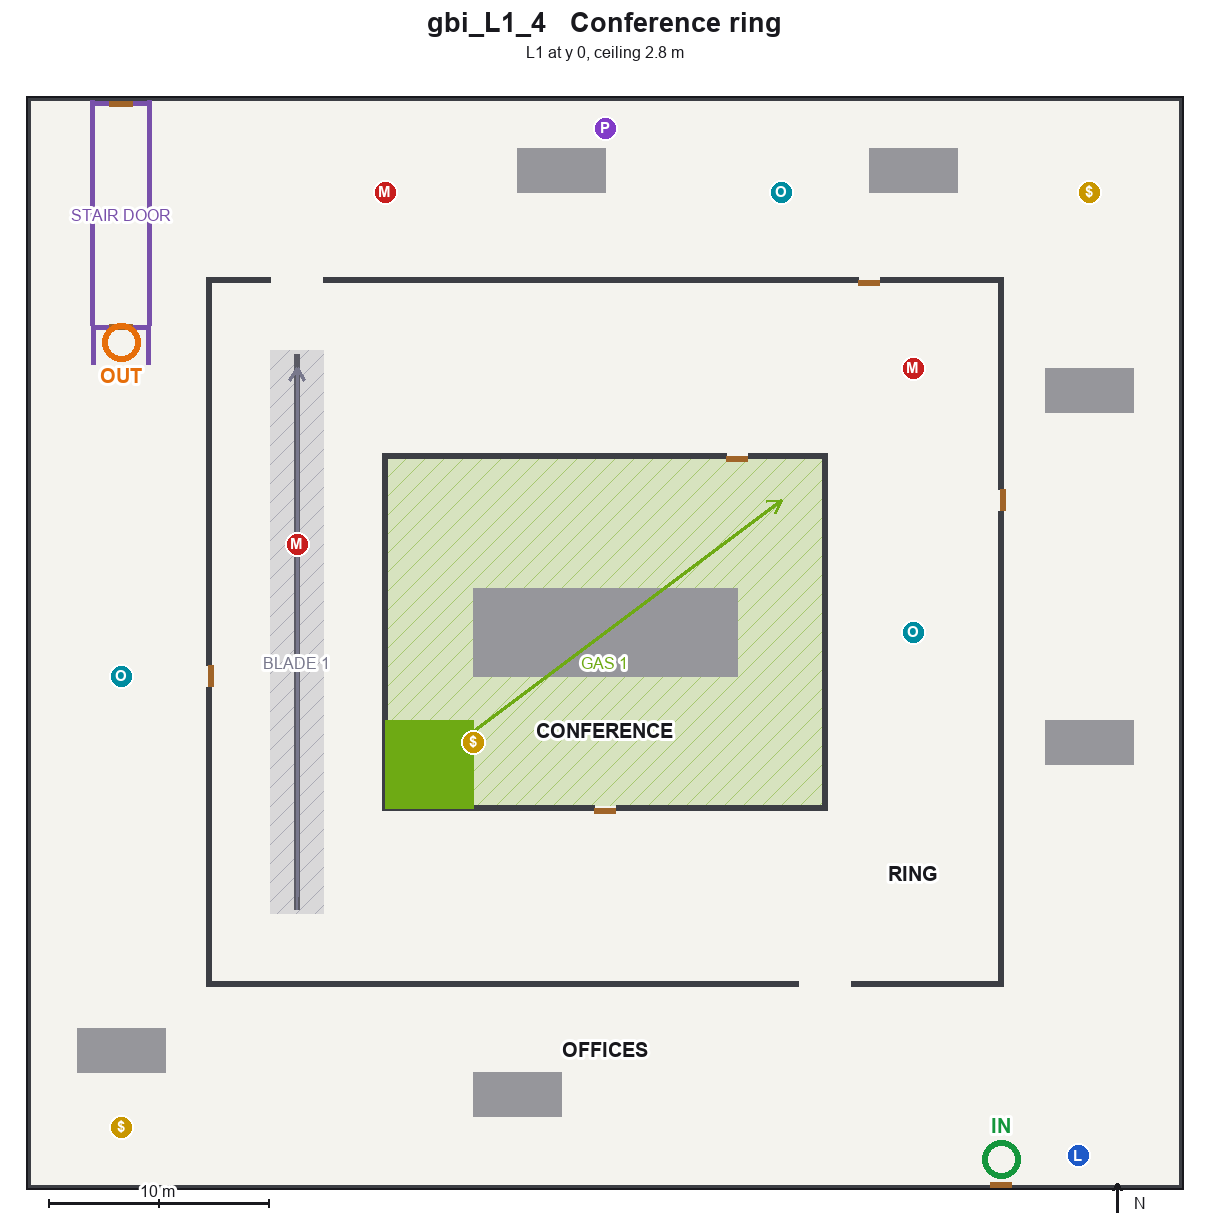 gbi_L1_4   Conference ring
L1 at y 0, ceiling 2.8 m
P
M
O
$
STAIR DOOR
OUT
M
M
BLADE 1
O
GAS 1
O
CONFERENCE
$
RING
OFFICES
$
IN
L
10 m
N